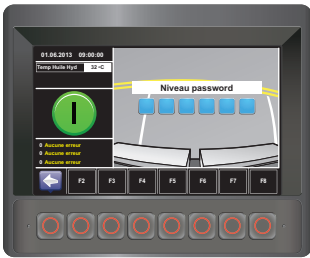 01.06.2013 09:00:00
Temp Huile Hyd 32 °C
Niveau password
I
0 Aucune erreur
0 Aucune erreur
0 Aucune erreur
F2 F3 F4 F5 F6 F7 F8